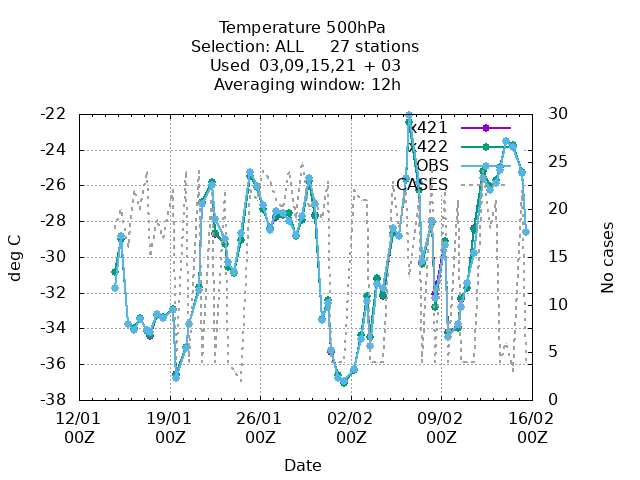 Temperature 500hPa
Selection: ALL 27 stations
Used 03,09,15,21 + 03
Averaging window: 12h
-22
-24
-26
-28
-30
-32
-34
-36
-38
30
25
20
15
10
5
0
x421
x422
OBS
CASES
deg C
No cases
12/01 19/01 26/01 02/02 09/02 16/02
00Z 00Z 00Z 00Z 00Z 00Z
Date